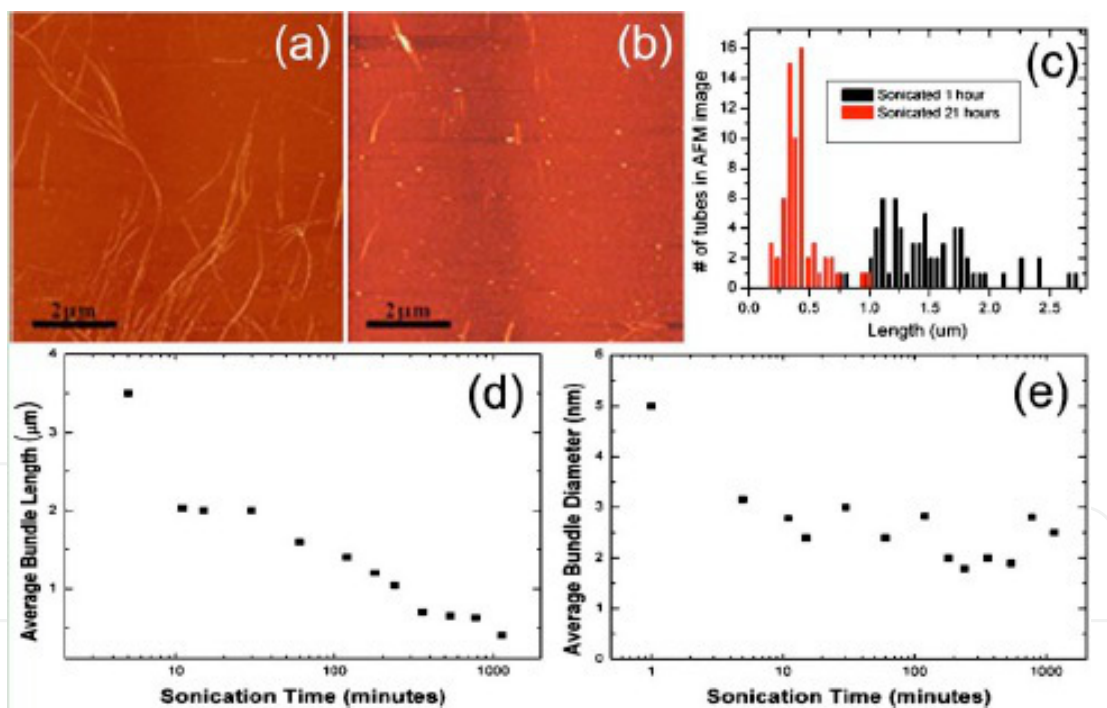 (a)
2μm
(b)
2μm
(c)
# of tubes in AFM image
16
14
12
10
8
6
4
2
0
Sonicated 1 hour
Sonicated 21 hours
0.0 0.5 1.0 1.5 2.0 2.5
Length (um)
(d)
Average Bundle Length (μm)
4
3
2
1
10 100 1000
Sonication Time (minutes)
(e)
Average Bundle Diameter (nm)
6
5
4
3
2
1
0
1 10 100 1000
Sonication Time (minutes)